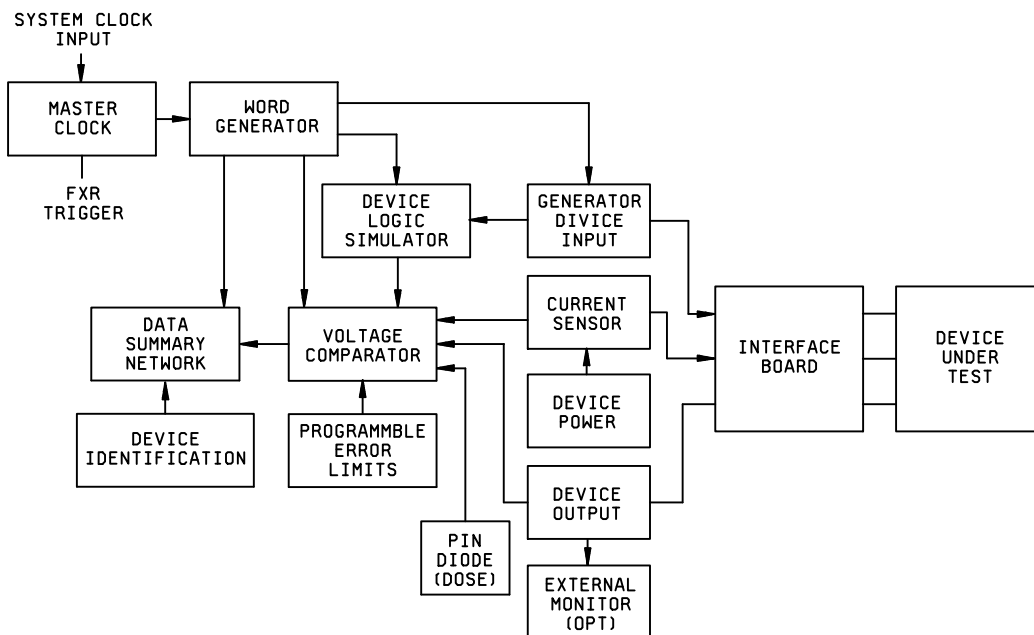 SYSTEM CLOCK
INPUT
MASTER
CLOCK
WORD
GENERATOR
FXR
TRIGGER
DEVICE
LOGIC
SIMULATOR
GENERATOR
DIVICE
INPUT
DATA
SUMMARY
NETWORK
VOLTAGE
COMPARATOR
CURRENT
SENSOR
INTERFACE
BOARD
DEVICE
UNDER
TEST
DEVICE
IDENTIFICATION
PROGRAMMBLE
ERROR
LIMITS
DEVICE
POWER
DEVICE
OUTPUT
PIN
DIODE
(DOSE)
EXTERNAL
MONITOR
(OPT)